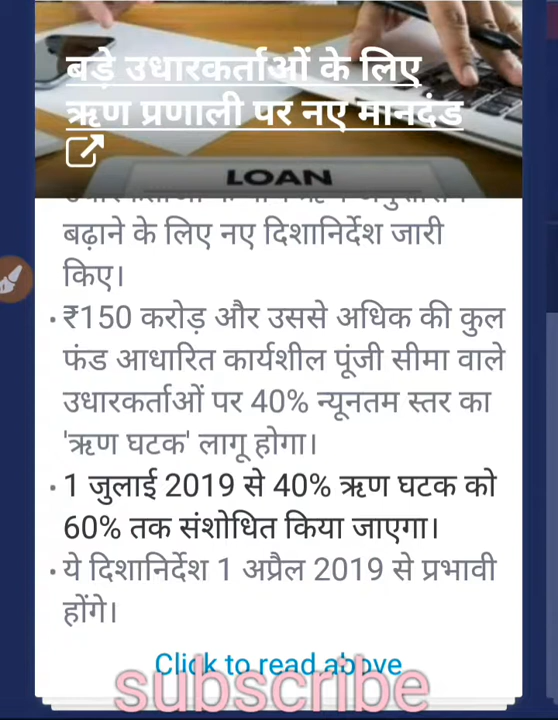 बड़े उधारकर्ताओं के लिए
ऋण प्रणाली पर नए मानदंड
LOAN
बढ़ाने के लिए नए दिशानिर्देश जारी
किए।
• ₹150 करोड़ और उससे अधिक की कुल
फंड आधारित कार्यशील पूंजी सीमा वाले
उधारकर्ताओं पर 40% न्यूनतम स्तर का
'ऋण घटक' लागू होगा।
• 1 जुलाई 2019 से 40% ऋण घटक को
60% तक संशोधित किया जाएगा।
• ये दिशानिर्देश 1 अप्रैल 2019 से प्रभावी
होंगे।
Click to read above
subscribe